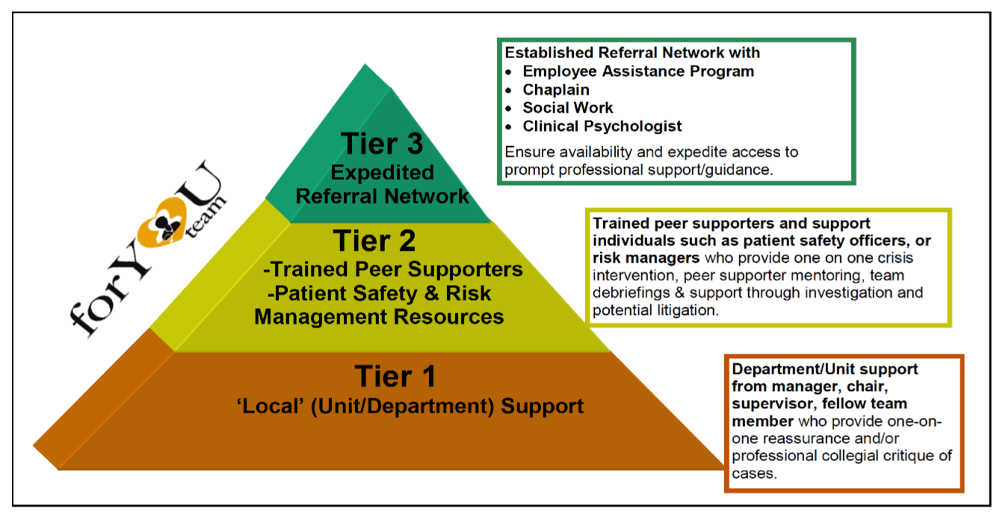 forYOU
team
Tier 3
Expedited
Referral Network
Tier 2
-Trained Peer Supporters
-Patient Safety & Risk
Management Resources
Tier 1
‘Local’ (Unit/Department) Support
Established Referral Network with
• Employee Assistance Program
• Chaplain
• Social Work
• Clinical Psychologist
Ensure availability and expedite access to
prompt professional support/guidance.
Trained peer supporters and support
individuals such as patient safety officers, or
risk managers who provide one on one crisis
intervention, peer supporter mentoring, team
debriefings & support through investigation and
potential litigation.
Department/Unit support
from manager, chair,
supervisor, fellow team
member who provide one-on-
one reassurance and/or
professional collegial critique of
cases.